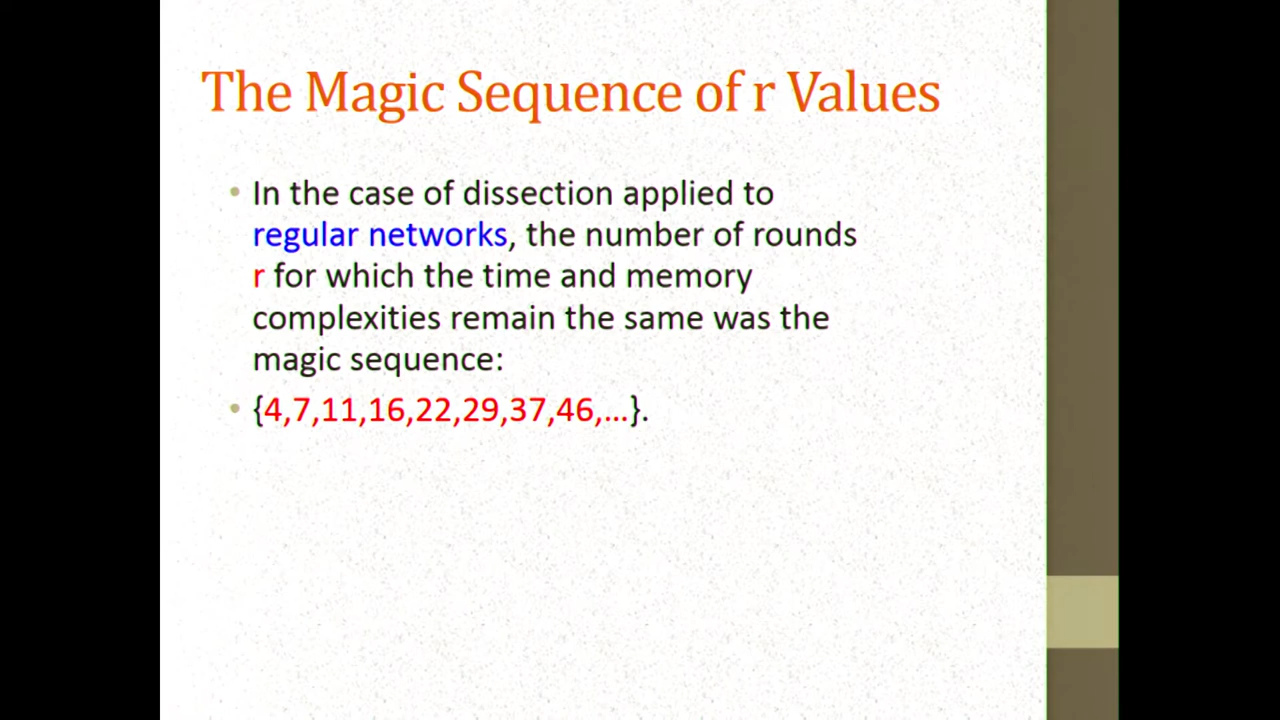 The Magic Sequence of r Values
• In the case of dissection applied to
regular networks, the number of rounds
r for which the time and memory
complexities remain the same was the
magic sequence:
• {4,7,11,16,22,29,37,46,...}.